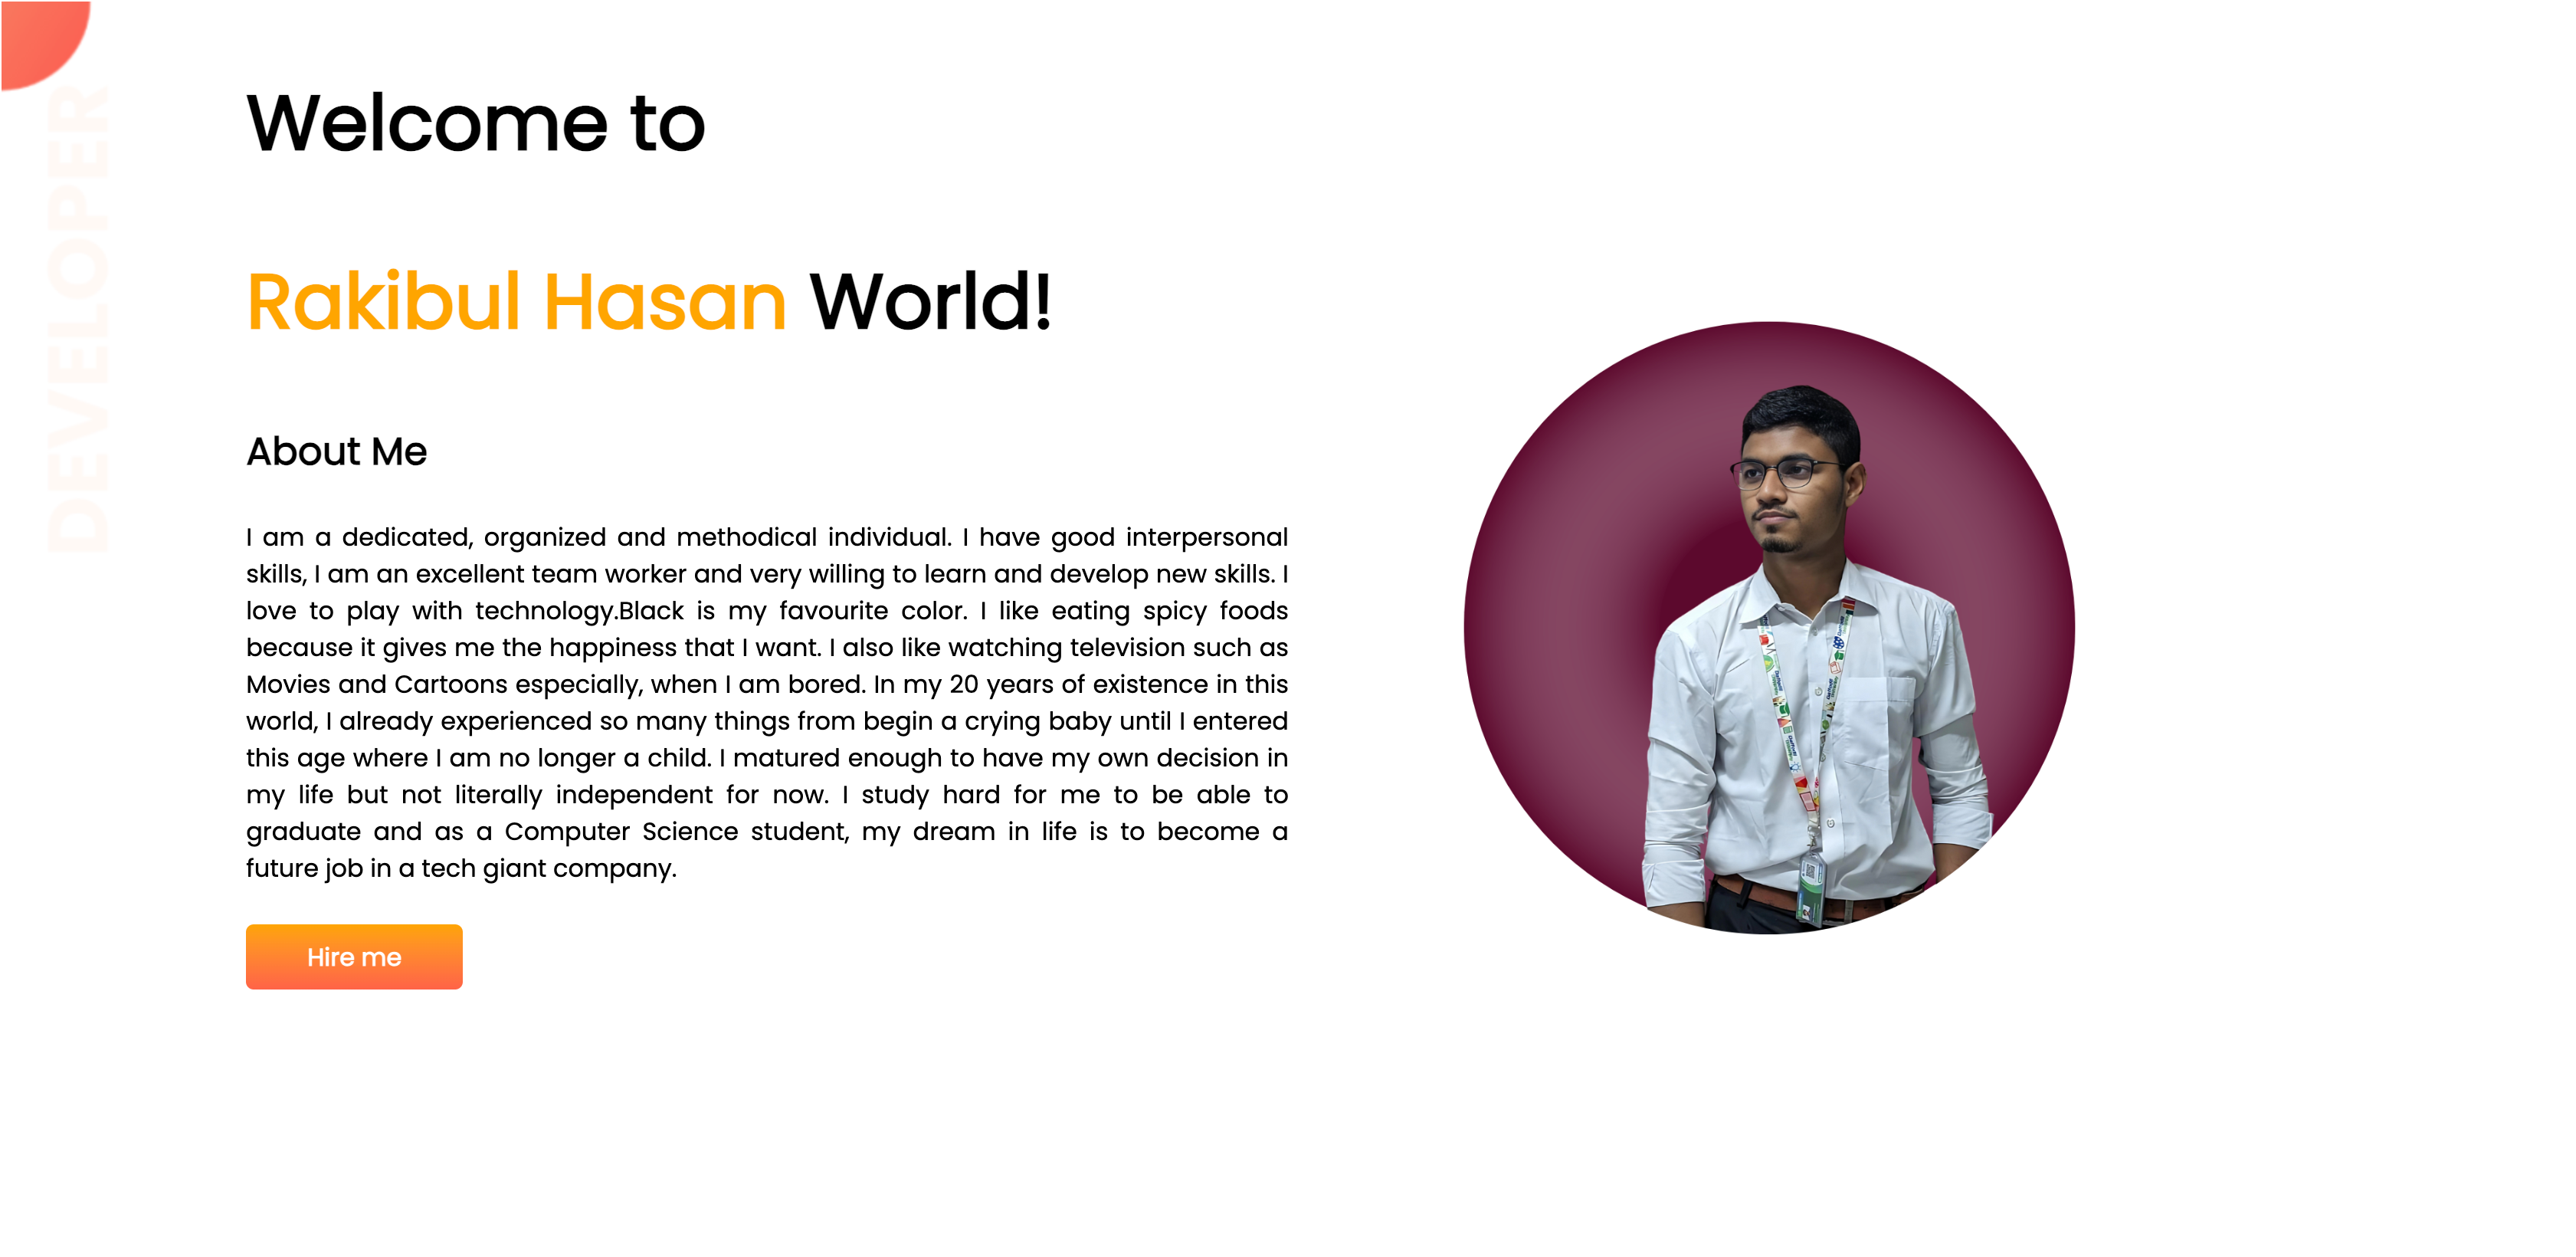 DEVELOPER
Welcome to
Rakibul Hasan World!
About Me
I am a dedicated, organized and methodical individual. I have good interpersonal
skills, I am an excellent team worker and very willing to learn and develop new skills. I
love to play with technology.Black is my favourite color. I like eating spicy foods
because it gives me the happiness that I want. I also like watching television such as
Movies and Cartoons especially, when I am bored. In my 20 years of existence in this
world, I already experienced so many things from begin a crying baby until I entered
this age where I am no longer a child. I matured enough to have my own decision in
my life but not literally independent for now. I study hard for me to be able to
graduate and as a Computer Science student, my dream in life is to become a
future job in a tech giant company.
Hire me